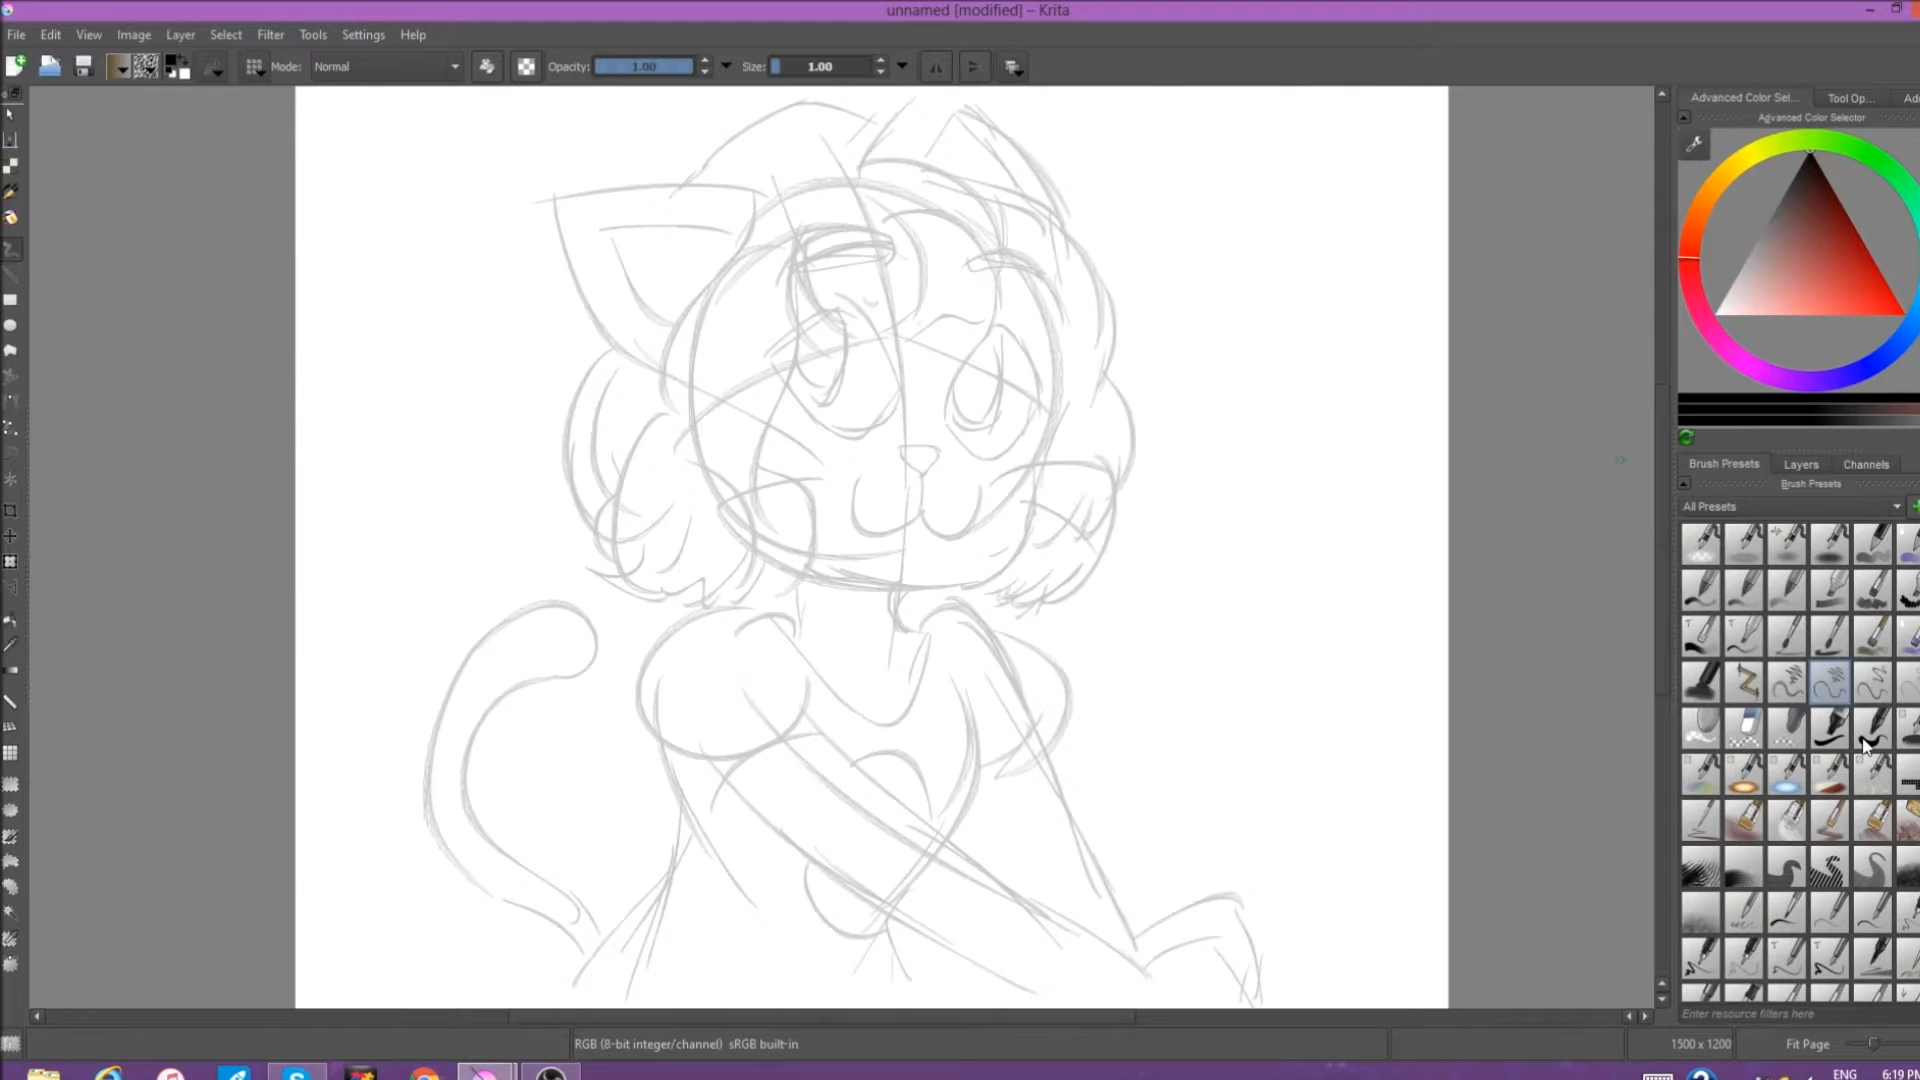 unnamed [modified] – Krita
File Edit View Image Layer Select Filter Tools Settings Help
Mode: Normal Opacity: 1.00 Size: 1.00
Advanced Color Sel... Tool Op... Ad
Advanced Color Selector
Brush Presets Layers Channels
Brush Presets
All Presets
Enter resource filters here
RGB (8-bit integer/channel) sRGB built-in 1500 x 1200 Fit Page
ENG 6:19 PM